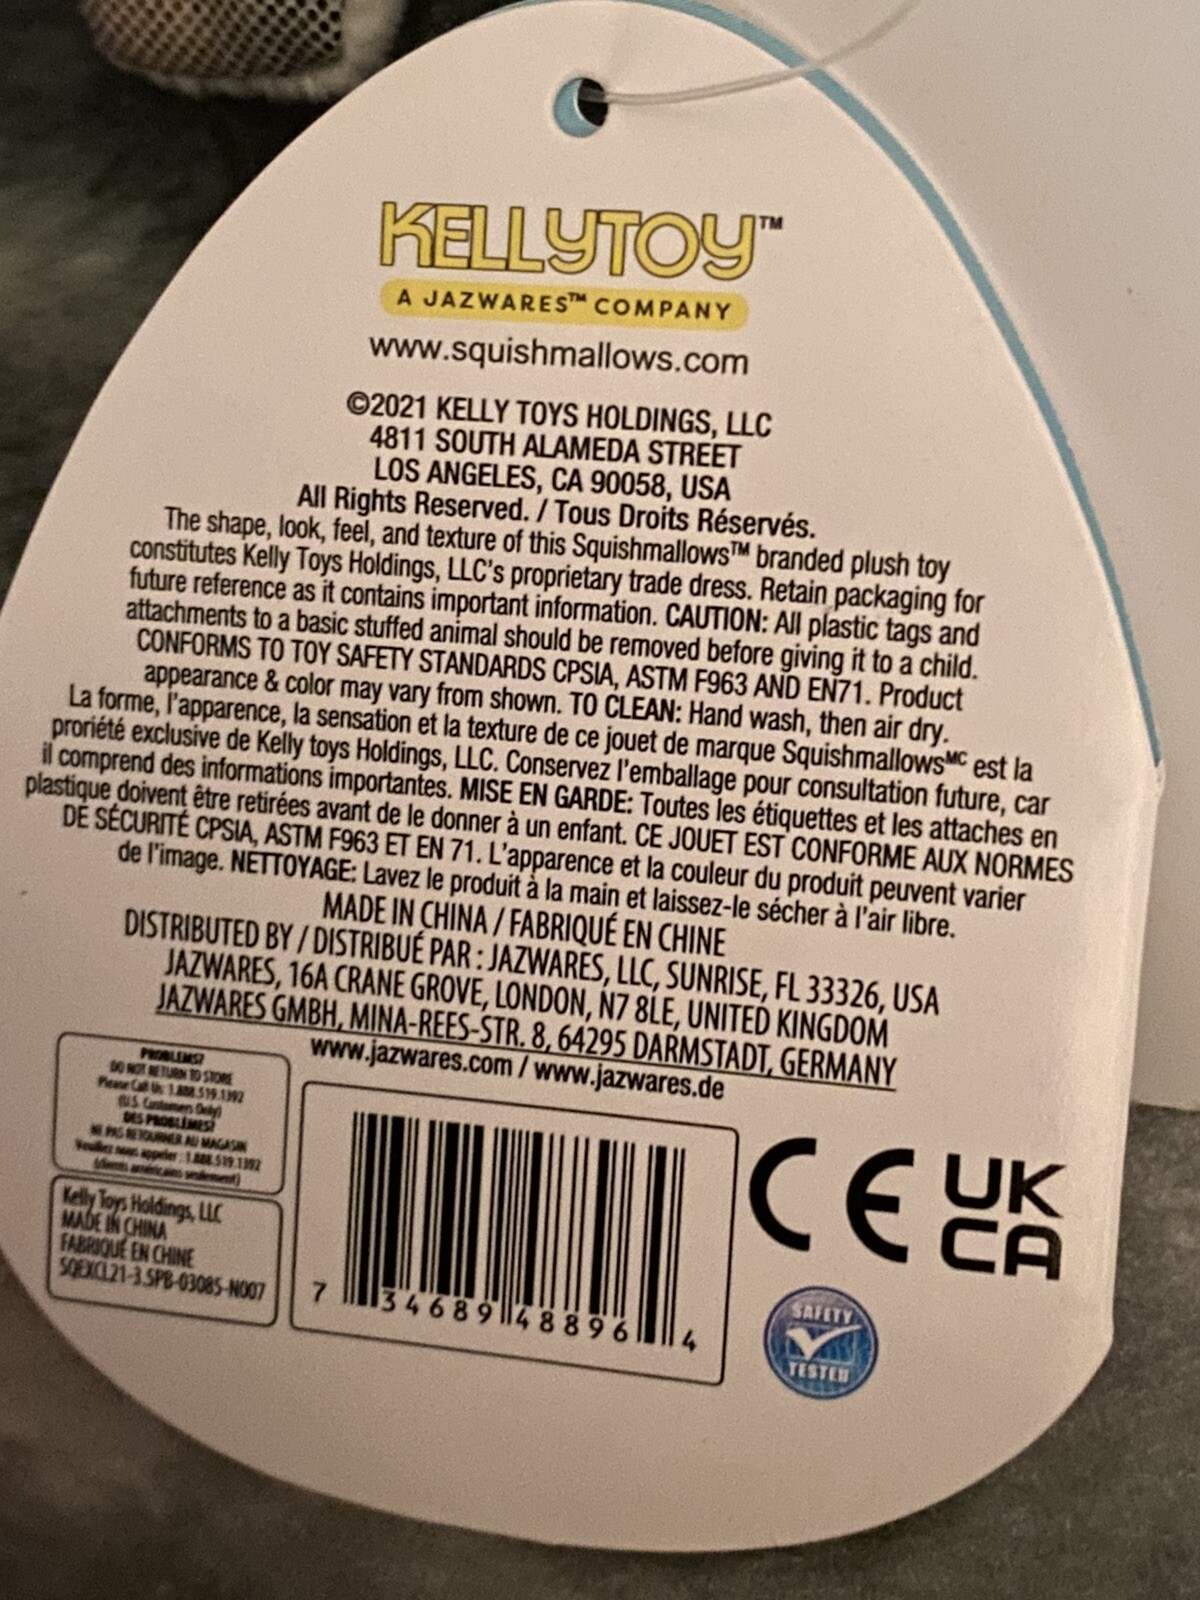 KELLYTOY™
A JAZWARES™ COMPANY
www.squishmallows.com
©2021 KELLY TOYS HOLDINGS, LLC
4811 SOUTH ALAMEDA STREET
LOS ANGELES, CA 90058, USA
All Rights Reserved. / Tous Droits Réservés.
The shape, look, feel, and texture of this Squishmallows™ branded plush toy
constitutes Kelly Toys Holdings, LLC's proprietary trade dress. Retain packaging for
future reference as it contains important information. CAUTION: All plastic tags and
attachments to a basic stuffed animal should be removed before giving it to a child.
CONFORMS TO TOY SAFETY STANDARDS CPSIA, ASTM F963 AND EN71. Product
appearance & color may vary from shown. TO CLEAN: Hand wash, then air dry.
La forme, l'apparence, la sensation et la texture de ce jouet de marque Squishmallows ᴹᶜ est la
proriété exclusive de Kelly toys Holdings, LLC. Conservez l'emballage pour consultation future, car
il comprend des informations importantes. MISE EN GARDE: Toutes les étiquettes et les attaches en
plastique doivent être retirées avant de le donner à un enfant. CE JOUET EST CONFORME AUX NORMES
DE SÉCURITÉ CPSIA, ASTM F963 ET EN 71. L'apparence et la couleur du produit peuvent varier
de l'image. NETTOYAGE: Lavez le produit à la main et laissez-le sécher à l'air libre.
MADE IN CHINA / FABRIQUÉ EN CHINE
DISTRIBUTED BY / DISTRIBUÉ PAR : JAZWARES, LLC, SUNRISE, FL 33326, USA
JAZWARES, 16A CRANE GROVE, LONDON, N7 8LE, UNITED KINGDOM
JAZWARES GMBH, MINA-REES-STR. 8, 64295 DARMSTADT, GERMANY
www.jazwares.com / www.jazwares.de
PROBLEMS?
DO NOT RETURN TO STORE
Please Call Us: 1.888.519.1392
(U.S. Customers Only)
DES PROBLÈMES?
NE PAS RETOURNER AU MAGASIN
Veuillez nous appeler : 1.888.519.1392
(clients américains seulement)
Kelly Toys Holdings, LLC
MADE IN CHINA
FABRIQUÉ EN CHINE
SQEXCL21-3.5PB-03085-N007
7 34689 48896 4
CE
UK
CA
SAFETY
TESTED